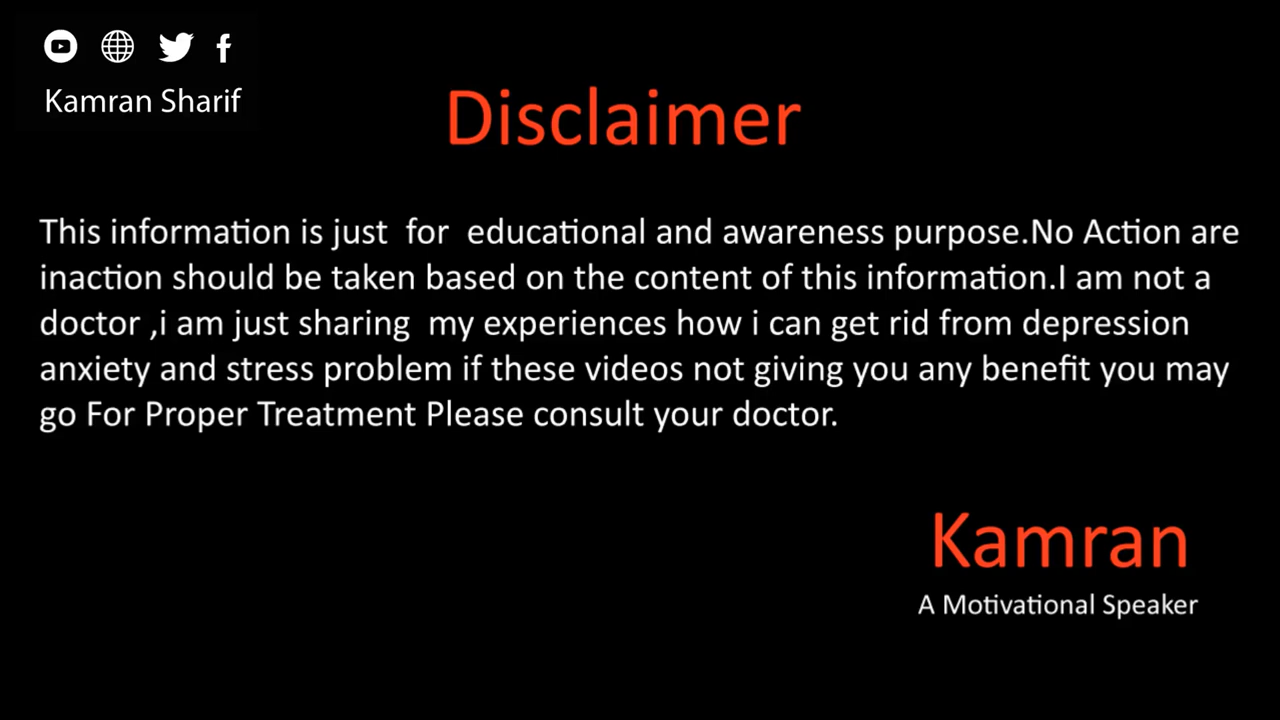 Kamran Sharif
Disclaimer
This information is just  for  educational and awareness purpose.No Action are
inaction should be taken based on the content of this information.I am not a
doctor ,i am just sharing  my experiences how i can get rid from depression
anxiety and stress problem if these videos not giving you any benefit you may
go For Proper Treatment Please consult your doctor.
Kamran
A Motivational Speaker